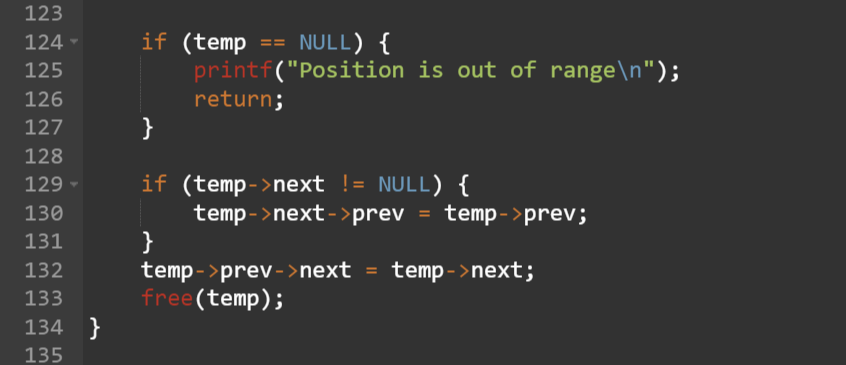 123
124 if (temp == NULL) {
125 printf("Position is out of range\n");
126 return;
127 }
128
129 if (temp->next != NULL) {
130 temp->next->prev = temp->prev;
131 }
132 temp->prev->next = temp->next;
133 free(temp);
134 }
135